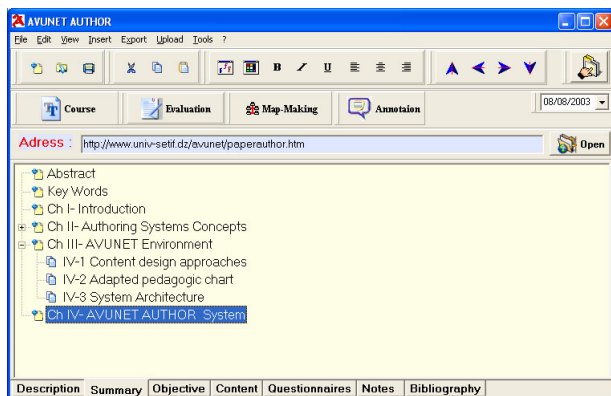 AVUNET AUTHOR
File Edit View Insert Export Upload Tools ?
B I U
Course Evaluation Map-Making Annotaion 08/08/2003
Adress : http://www.univ-setif.dz/avunet/paperauthor.htm Open
Abstract
Key Words
Ch I- Introduction
Ch II- Authoring Systems Concepts
Ch III- AVUNET Environment
IV-1 Content design approaches
IV-2 Adapted pedagogic chart
IV-3 System Architecture
Ch IV- AVUNET AUTHOR System
Description Summary Objective Content Questionnaires Notes Bibliography